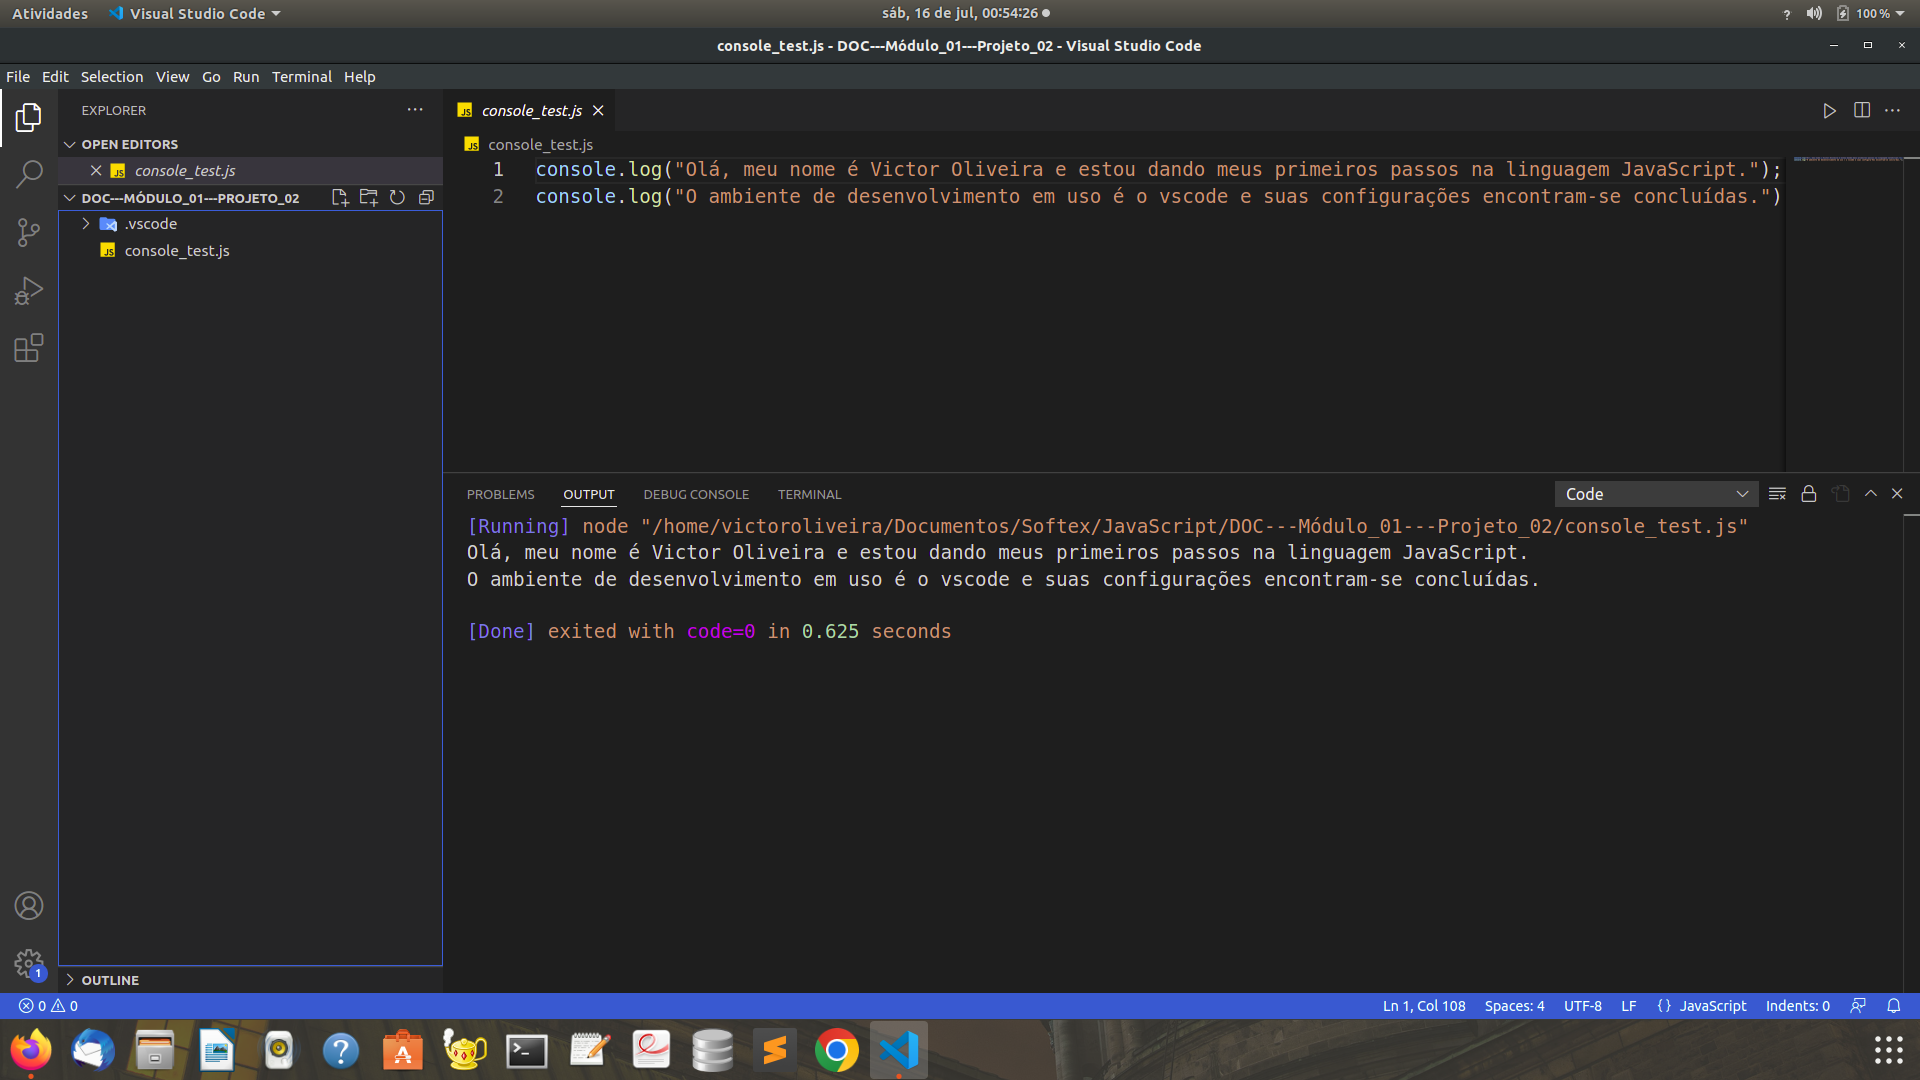 Atividades Visual Studio Code sáb, 16 de jul, 00:54:26 ? 100 %
console_test.js - DOC---Módulo_01---Projeto_02 - Visual Studio Code
File Edit Selection View Go Run Terminal Help
EXPLORER
OPEN EDITORS
JS console_test.js
DOC---MÓDULO_01---PROJETO_02
.vscode
JS console_test.js
OUTLINE
JS console_test.js
JS console_test.js
1 console.log("Olá, meu nome é Victor Oliveira e estou dando meus primeiros passos na linguagem JavaScript.");
2 console.log("O ambiente de desenvolvimento em uso é o vscode e suas configurações encontram-se concluídas.")
PROBLEMS OUTPUT DEBUG CONSOLE TERMINAL Code
[Running] node "/home/victoroliveira/Documentos/Softex/JavaScript/DOC---Módulo_01---Projeto_02/console_test.js"
Olá, meu nome é Victor Oliveira e estou dando meus primeiros passos na linguagem JavaScript.
O ambiente de desenvolvimento em uso é o vscode e suas configurações encontram-se concluídas.
[Done] exited with code=0 in 0.625 seconds
1
0 0 Ln 1, Col 108 Spaces: 4 UTF-8 LF {} JavaScript Indents: 0